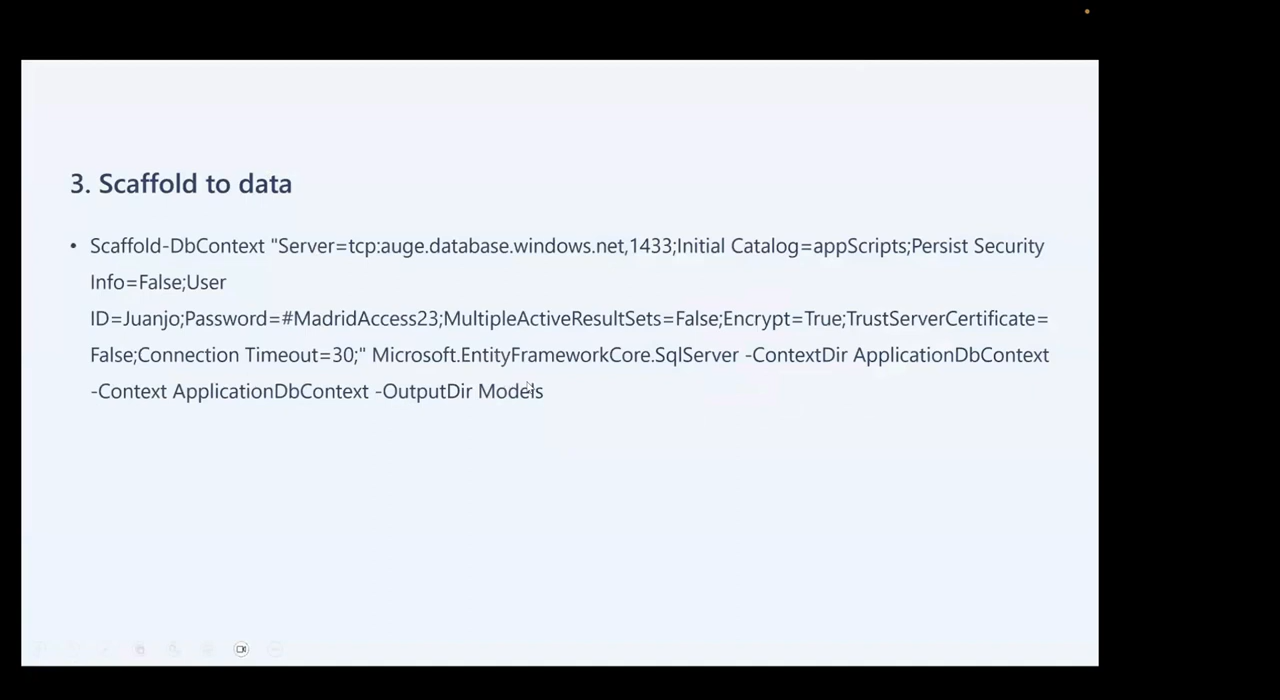 3. Scaffold to data
• Scaffold-DbContext "Server=tcp:auge.database.windows.net,1433;Initial Catalog=appScripts;Persist Security
Info=False;User
ID=Juanjo;Password=#MadridAccess23;MultipleActiveResultSets=False;Encrypt=True;TrustServerCertificate=
False;Connection Timeout=30;" Microsoft.EntityFrameworkCore.SqlServer -ContextDir ApplicationDbContext
-Context ApplicationDbContext -OutputDir Models